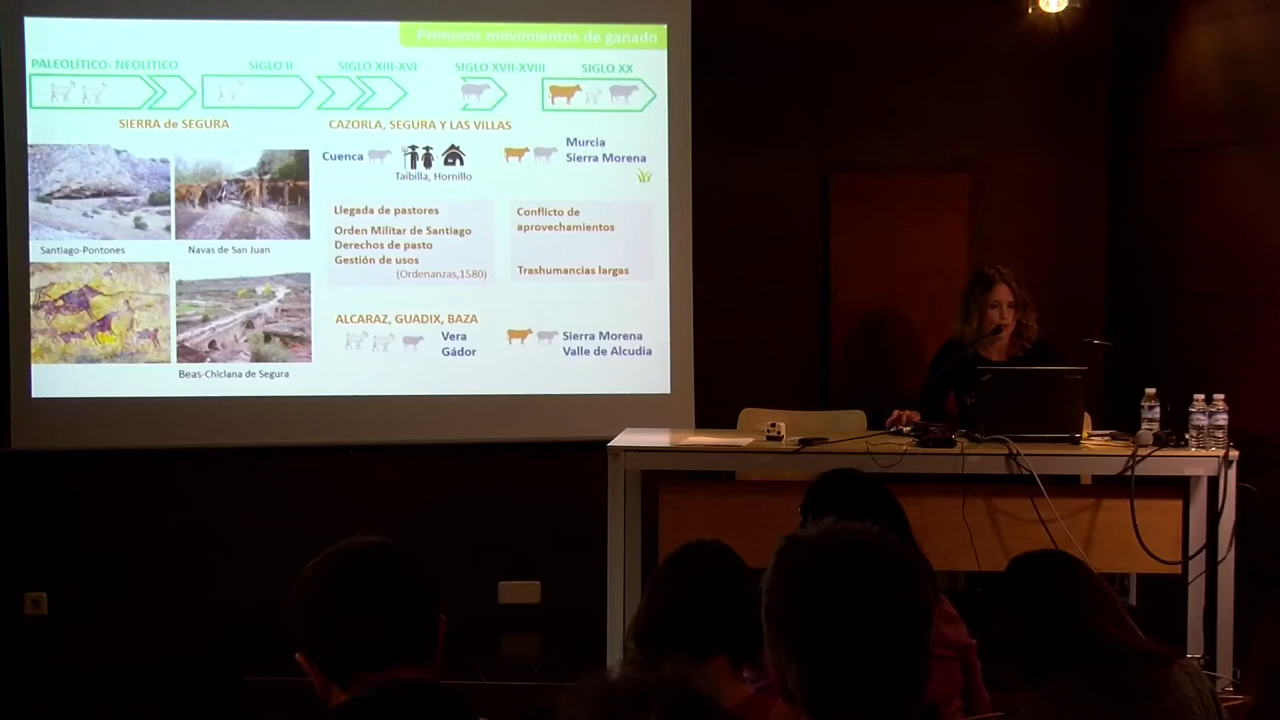 Primeros movimientos de ganado
PALEOLÍTICO- NEOLÍTICO
SIGLO II
SIGLO XIII-XVI
SIGLO XVII-XVIII
SIGLO XX
SIERRA de SEGURA
CAZORLA, SEGURA Y LAS VILLAS
Cuenca
Taibilla, Hornillo
Murcia
Sierra Morena
Santiago-Pontones
Navas de San Juan
Llegada de pastores
Orden Militar de Santiago
Derechos de pasto
Gestión de usos
(Ordenanzas,1580)
Conflicto de
aprovechamientos
Trashumancias largas
Beas-Chiclana de Segura
ALCARAZ, GUADIX, BAZA
Vera
Gádor
Sierra Morena
Valle de Alcudia